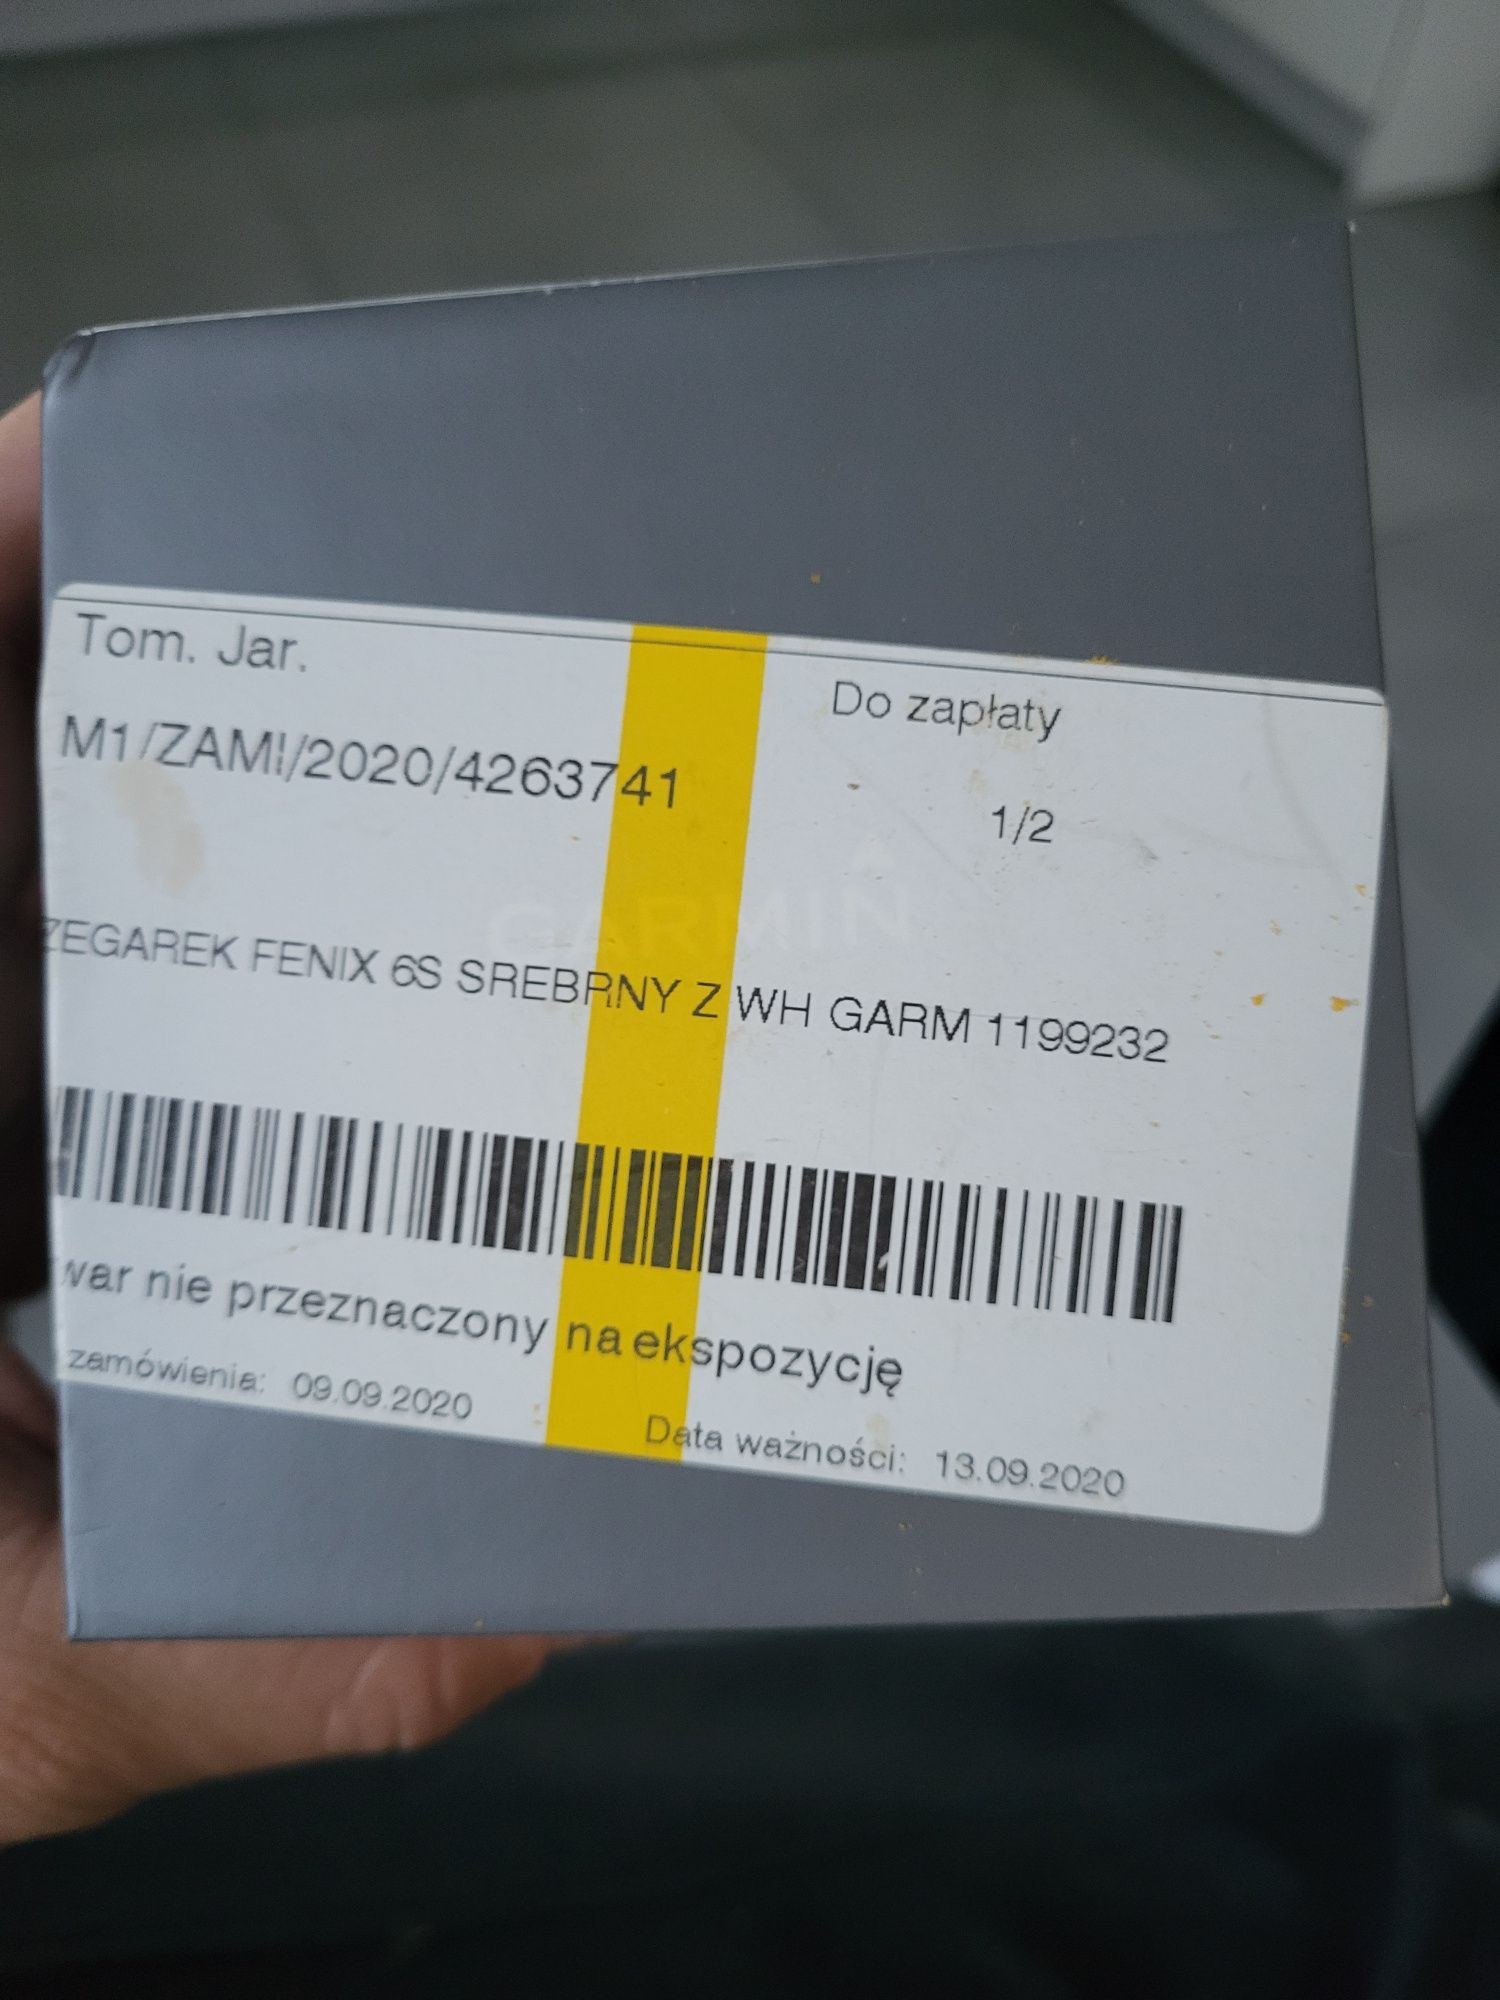 Tom. Jar.
Do zapłaty
M1/ZAMI/2020/4263741
1/2
GARMIN
ZEGAREK FENIX 6S SREBRNY Z WH GARM 1199232
war nie przeznaczony na ekspozycję
zamówienia: 09.09.2020
Data ważności: 13.09.2020